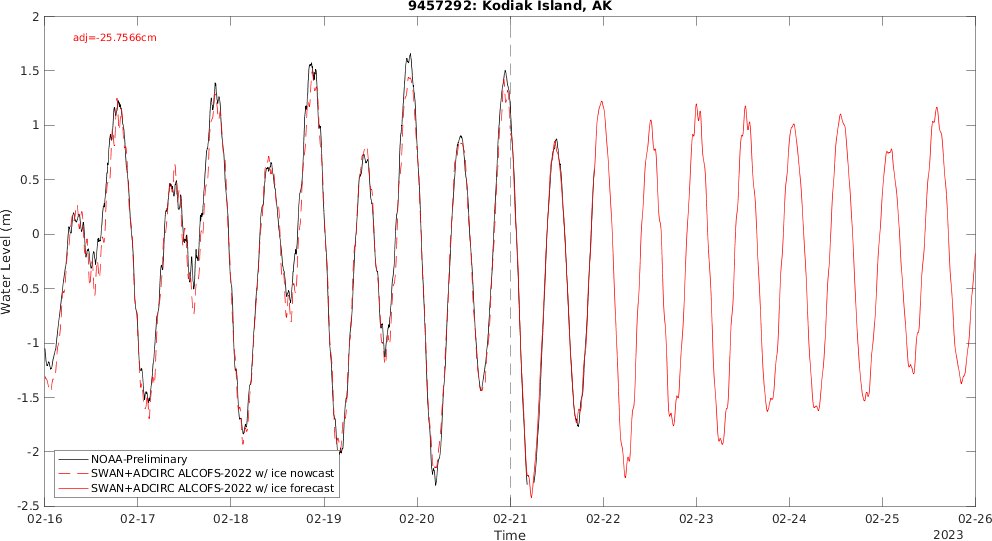 9457292: Kodiak Island, AK
adj=-25.7566cm
Water Level (m)
2
1.5
1
0.5
0
-0.5
-1
-1.5
-2
-2.5
NOAA-Preliminary
SWAN+ADCIRC ALCOFS-2022 w/ ice nowcast
SWAN+ADCIRC ALCOFS-2022 w/ ice forecast
02-16 02-17 02-18 02-19 02-20 02-21 02-22 02-23 02-24 02-25 02-26
Time
2023